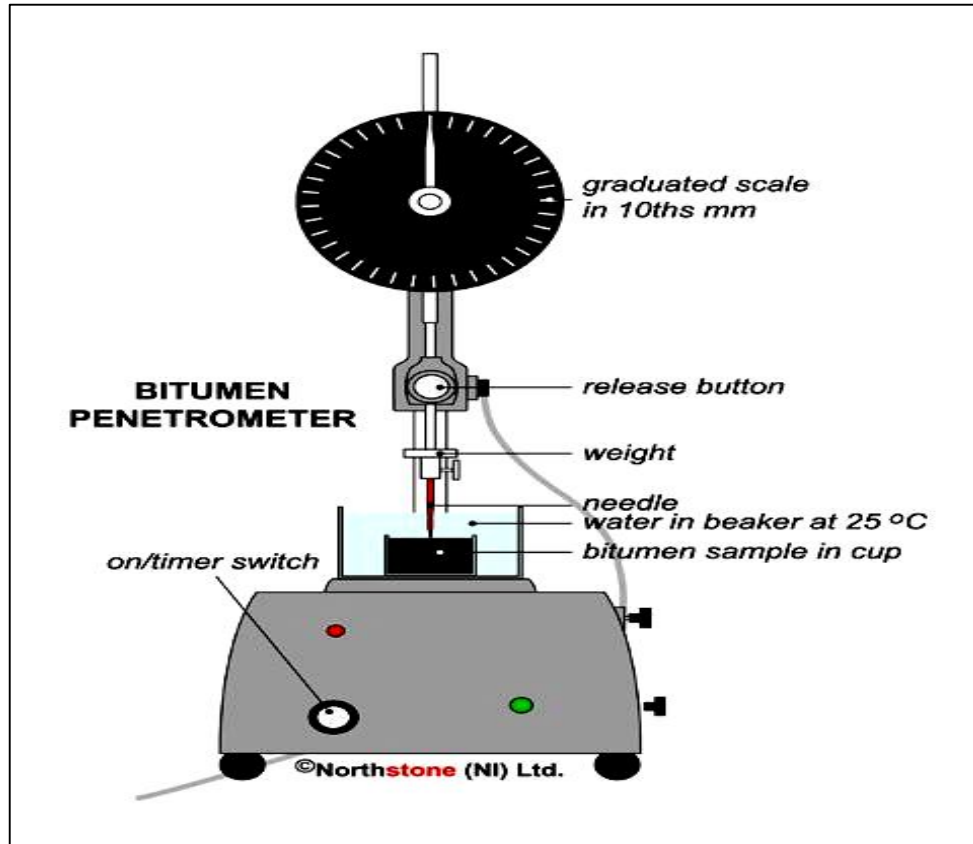 graduated scale
in 10ths mm
release button
BITUMEN
PENETROMETER
weight
needle
water in beaker at 25 ºC
bitumen sample in cup
on/timer switch
©Northstone (NI) Ltd.